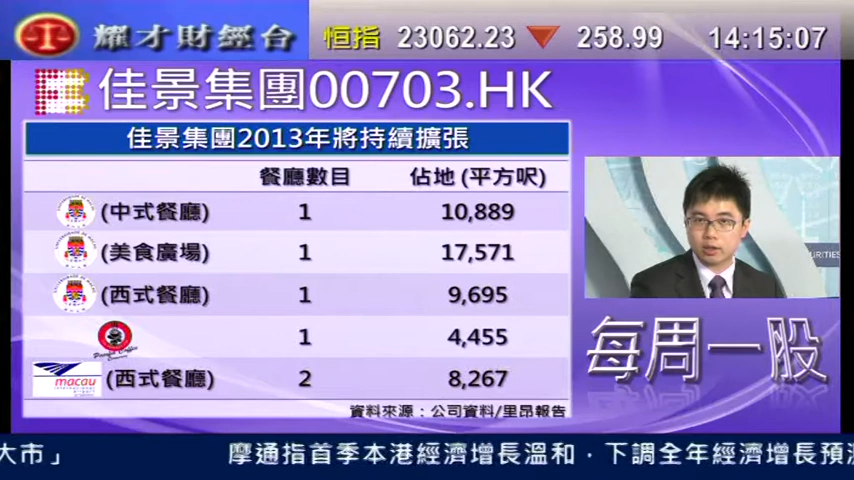 耀才財經台 恒指 23062.23 258.99 14:15:07
佳景集團00703.HK
佳景集團2013年將持續擴張
餐廳數目 佔地 (平方呎)
(中式餐廳) 1 10,889
(美食廣場) 1 17,571
(西式餐廳) 1 9,695
Pacific Coffee Company 1 4,455
macau (西式餐廳) 2 8,267
資料來源：公司資料/里昂報告
URITIES
每周一股
大市」 摩通指首季本港經濟增長溫和，下調全年經濟增長預測